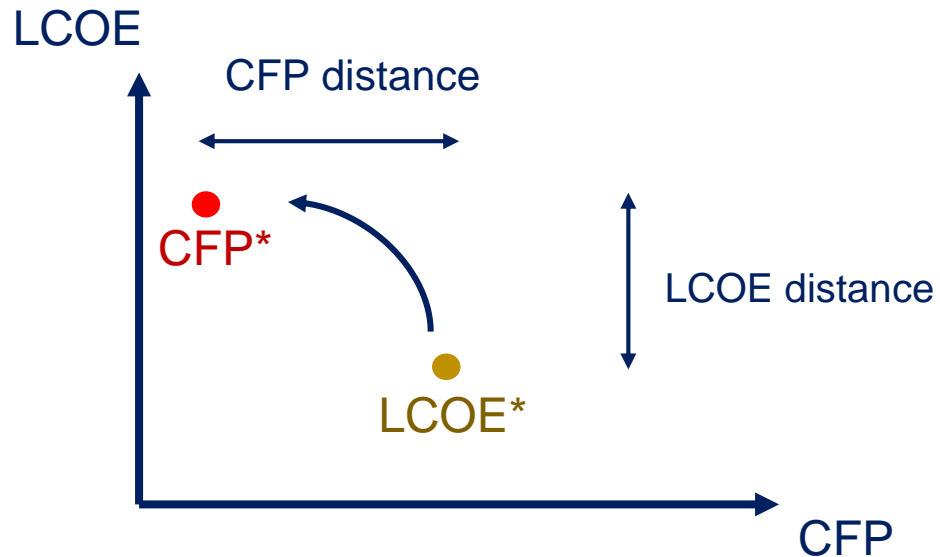 LCOE
CFP distance
CFP*
LCOE distance
LCOE*
CFP